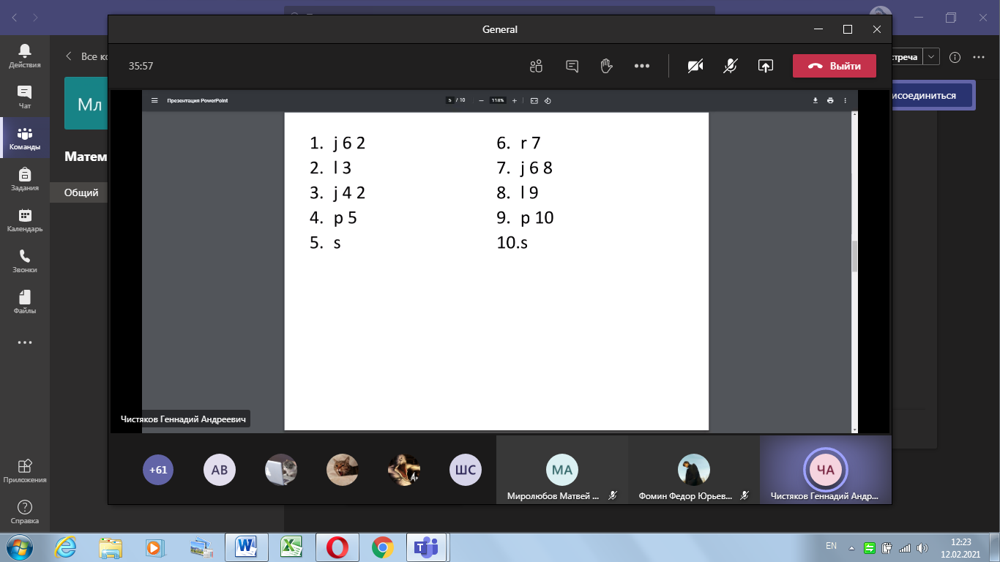 General
35:57
Выйти
Действия
Чат
Команды
Задания
Календарь
Звонки
Файлы
Приложения
Справка
Все ко
Мл
Матем
Общий
стреча
исоединиться
Презентация PowerPoint
5 / 10
118%
1. j 6 2
2. l 3
3. j 4 2
4. p 5
5. s
6. r 7
7. j 6 8
8. l 9
9. p 10
10.s
Чистяков Геннадий Андреевич
+61
АВ
ШС
МА
Миролюбов Матвей ...
Фомин Федор Юрьев...
ЧА
Чистяков Геннадий Андр...
EN
12:23
12.02.2021